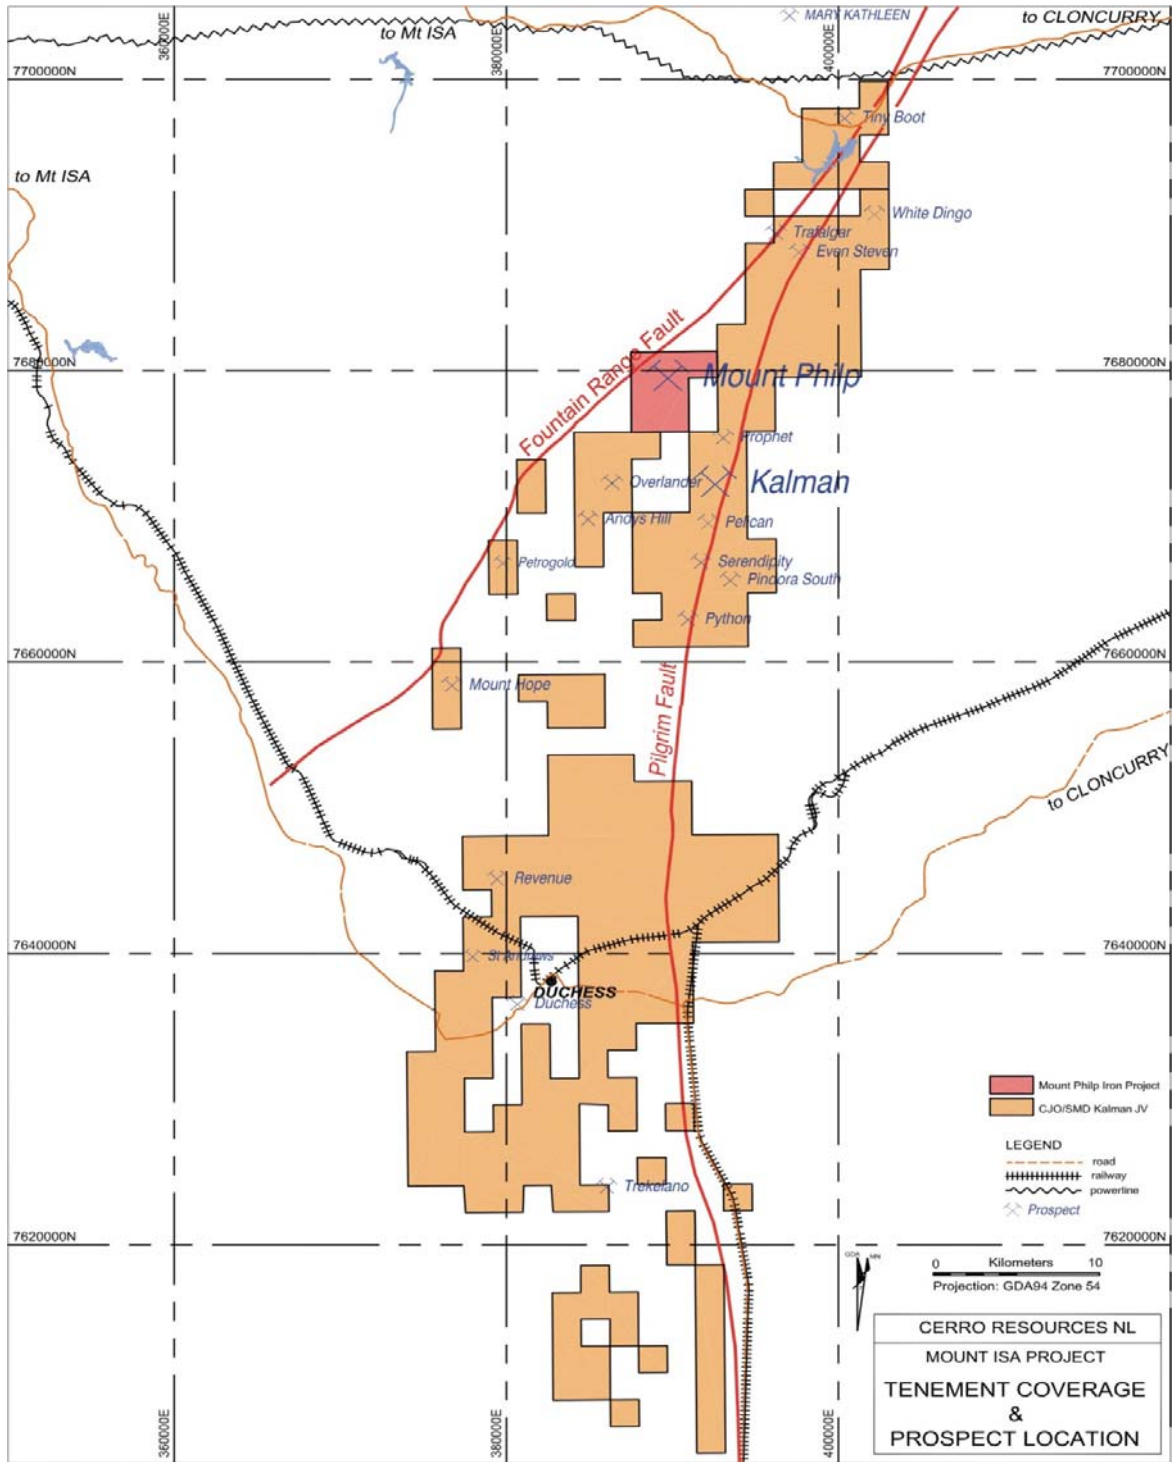 MARY KATHLEEN
to CLONCURRY
to Mt ISA
360000E
380000E
400000E
7700000N
7700000N
Tiny Boot
to Mt ISA
White Dingo
Trafalgar
Even Steven
Fountain Range Fault
7680000N
7680000N
Mount Philp
Prophet
Overlander
Kalman
Andys Hill
Pelican
Petrogold
Serendipity
Pindora South
Python
7660000N
7660000N
Mount Hope
Pilgrim Fault
to CLONCURRY
Revenue
7640000N
7640000N
St Andrews
DUCHESS
Duchess
Mount Philp Iron Project
CJO/SMD Kalman JV
LEGEND
road
railway
powerline
Prospect
Trekelano
7620000N
7620000N
GDA
MN
0 Kilometers 10
Projection: GDA94 Zone 54
CERRO RESOURCES NL
MOUNT ISA PROJECT
TENEMENT COVERAGE
&
PROSPECT LOCATION
360000E
380000E
400000E